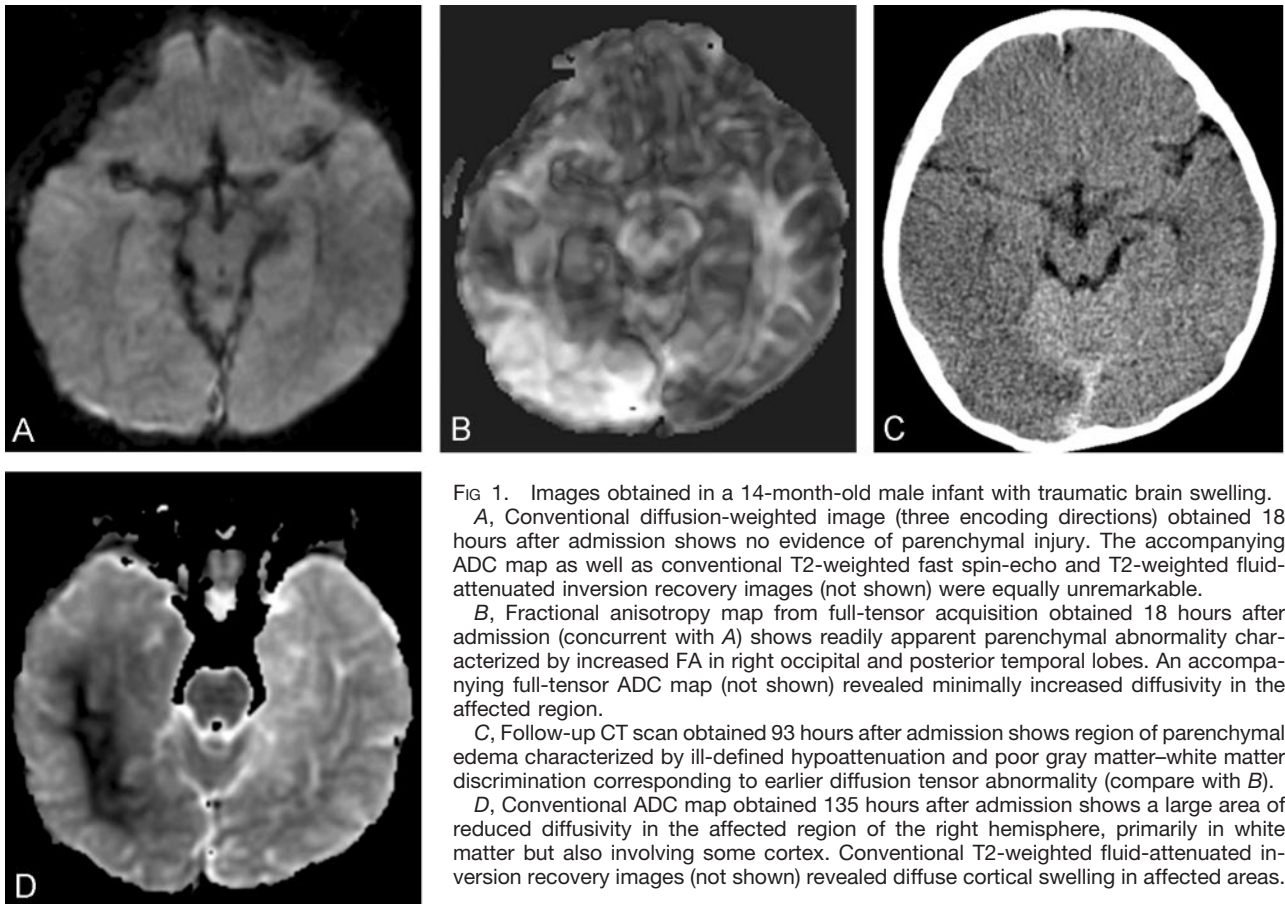 A
B
C
D
FIG 1. Images obtained in a 14-month-old male infant with traumatic brain swelling.
A, Conventional diffusion-weighted image (three encoding directions) obtained 18
hours after admission shows no evidence of parenchymal injury. The accompanying
ADC map as well as conventional T2-weighted fast spin-echo and T2-weighted fluid-
attenuated inversion recovery images (not shown) were equally unremarkable.
B, Fractional anisotropy map from full-tensor acquisition obtained 18 hours after
admission (concurrent with A) shows readily apparent parenchymal abnormality char-
acterized by increased FA in right occipital and posterior temporal lobes. An accompa-
nying full-tensor ADC map (not shown) revealed minimally increased diffusivity in the
affected region.
C, Follow-up CT scan obtained 93 hours after admission shows region of parenchymal
edema characterized by ill-defined hypoattenuation and poor gray matter–white matter
discrimination corresponding to earlier diffusion tensor abnormality (compare with B).
D, Conventional ADC map obtained 135 hours after admission shows a large area of
reduced diffusivity in the affected region of the right hemisphere, primarily in white
matter but also involving some cortex. Conventional T2-weighted fluid-attenuated in-
version recovery images (not shown) revealed diffuse cortical swelling in affected areas.